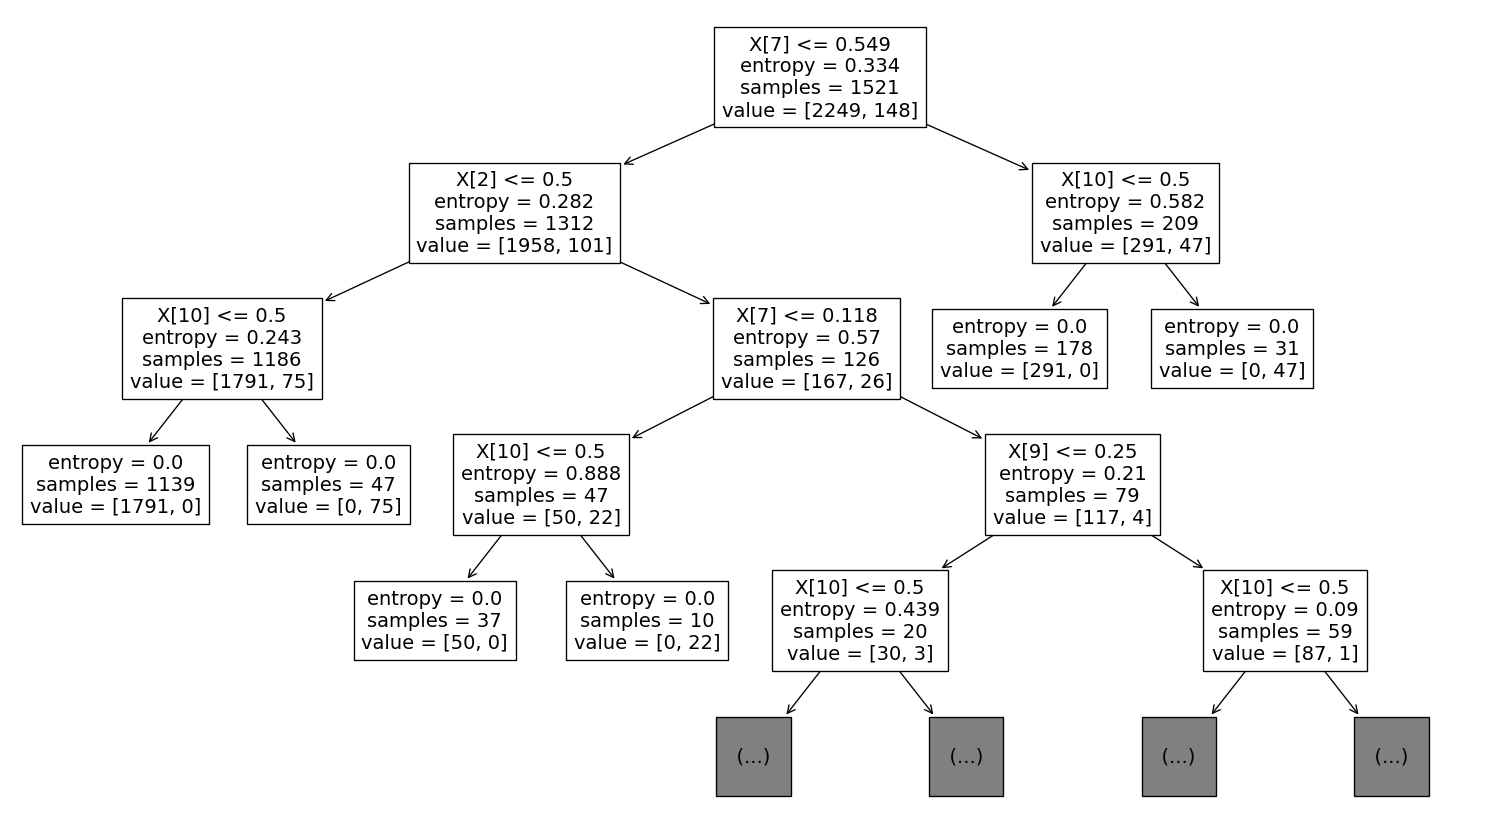 X[7] <= 0.549
entropy = 0.334
samples = 1521
value = [2249, 148]
X[2] <= 0.5
entropy = 0.282
samples = 1312
value = [1958, 101]
X[10] <= 0.5
entropy = 0.582
samples = 209
value = [291, 47]
X[10] <= 0.5
entropy = 0.243
samples = 1186
value = [1791, 75]
X[7] <= 0.118
entropy = 0.57
samples = 126
value = [167, 26]
entropy = 0.0
samples = 178
value = [291, 0]
entropy = 0.0
samples = 31
value = [0, 47]
entropy = 0.0
samples = 1139
value = [1791, 0]
entropy = 0.0
samples = 47
value = [0, 75]
X[10] <= 0.5
entropy = 0.888
samples = 47
value = [50, 22]
X[9] <= 0.25
entropy = 0.21
samples = 79
value = [117, 4]
entropy = 0.0
samples = 37
value = [50, 0]
entropy = 0.0
samples = 10
value = [0, 22]
X[10] <= 0.5
entropy = 0.439
samples = 20
value = [30, 3]
X[10] <= 0.5
entropy = 0.09
samples = 59
value = [87, 1]
(...)
(...)
(...)
(...)